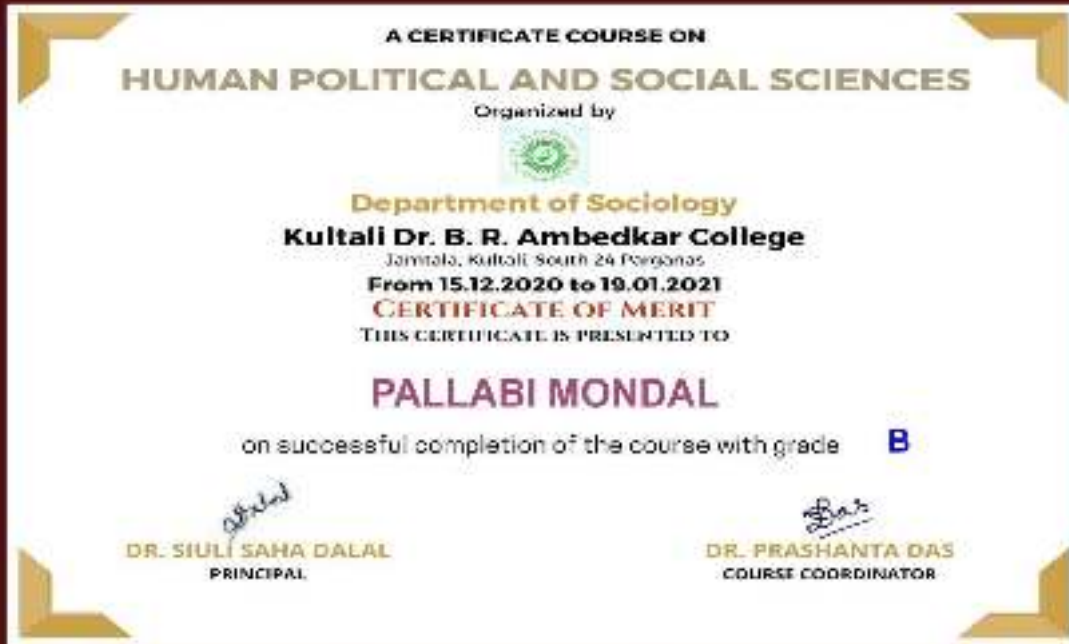 A CERTIFICATE COURSE ON
HUMAN POLITICAL AND SOCIAL SCIENCES
Organized by
Department of Sociology
Kultali Dr. B. R. Ambedkar College
Jamtala, Kultali, South 24 Parganas
From 15.12.2020 to 19.01.2021
CERTIFICATE OF MERIT
THIS CERTIFICATE IS PRESENTED TO
PALLABI MONDAL
on successful completion of the course with grade B
Das
DR. SIULI SAHA DALAL DR. PRASHANTA DAS
PRINCIPAL COURSE COORDINATOR